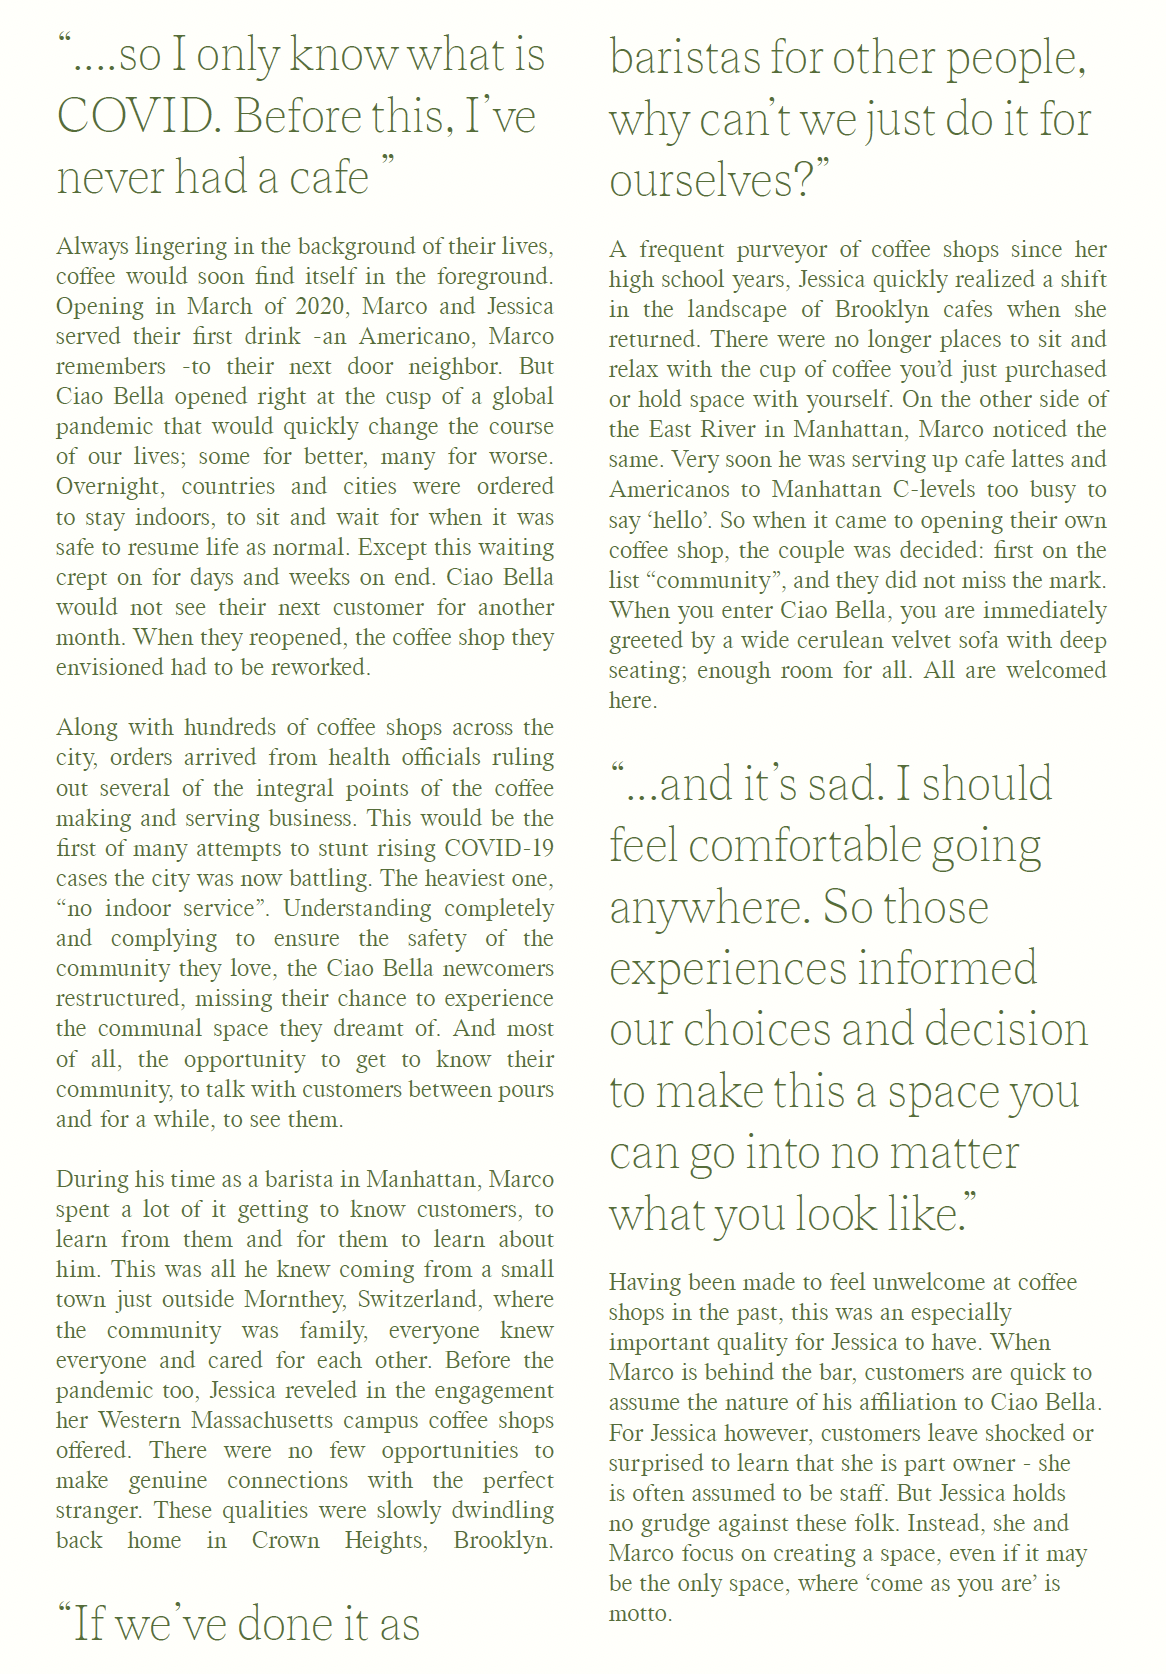 “....so I only know what is
COVID. Before this, I’ve
never had a cafe ”
Always lingering in the background of their lives,
coffee would soon find itself in the foreground.
Opening in March of 2020, Marco and Jessica
served their first drink -an Americano, Marco
remembers -to their next door neighbor. But
Ciao Bella opened right at the cusp of a global
pandemic that would quickly change the course
of our lives; some for better, many for worse.
Overnight, countries and cities were ordered
to stay indoors, to sit and wait for when it was
safe to resume life as normal. Except this waiting
crept on for days and weeks on end. Ciao Bella
would not see their next customer for another
month. When they reopened, the coffee shop they
envisioned had to be reworked.
Along with hundreds of coffee shops across the
city, orders arrived from health officials ruling
out several of the integral points of the coffee
making and serving business. This would be the
first of many attempts to stunt rising COVID-19
cases the city was now battling. The heaviest one,
“no indoor service”. Understanding completely
and complying to ensure the safety of the
community they love, the Ciao Bella newcomers
restructured, missing their chance to experience
the communal space they dreamt of. And most
of all, the opportunity to get to know their
community, to talk with customers between pours
and for a while, to see them.
During his time as a barista in Manhattan, Marco
spent a lot of it getting to know customers, to
learn from them and for them to learn about
him. This was all he knew coming from a small
town just outside Mornthey, Switzerland, where
the community was family, everyone knew
everyone and cared for each other. Before the
pandemic too, Jessica reveled in the engagement
her Western Massachusetts campus coffee shops
offered. There were no few opportunities to
make genuine connections with the perfect
stranger. These qualities were slowly dwindling
back home in Crown Heights, Brooklyn.
“If we’ve done it as
baristas for other people,
why can’t we just do it for
ourselves?”
A frequent purveyor of coffee shops since her
high school years, Jessica quickly realized a shift
in the landscape of Brooklyn cafes when she
returned. There were no longer places to sit and
relax with the cup of coffee you’d just purchased
or hold space with yourself. On the other side of
the East River in Manhattan, Marco noticed the
same. Very soon he was serving up cafe lattes and
Americanos to Manhattan C-levels too busy to
say ‘hello’. So when it came to opening their own
coffee shop, the couple was decided: first on the
list “community”, and they did not miss the mark.
When you enter Ciao Bella, you are immediately
greeted by a wide cerulean velvet sofa with deep
seating; enough room for all. All are welcomed
here.
“...and it’s sad. I should
feel comfortable going
anywhere. So those
experiences informed
our choices and decision
to make this a space you
can go into no matter
what you look like.”
Having been made to feel unwelcome at coffee
shops in the past, this was an especially
important quality for Jessica to have. When
Marco is behind the bar, customers are quick to
assume the nature of his affiliation to Ciao Bella.
For Jessica however, customers leave shocked or
surprised to learn that she is part owner - she
is often assumed to be staff. But Jessica holds
no grudge against these folk. Instead, she and
Marco focus on creating a space, even if it may
be the only space, where ‘come as you are’ is
motto.